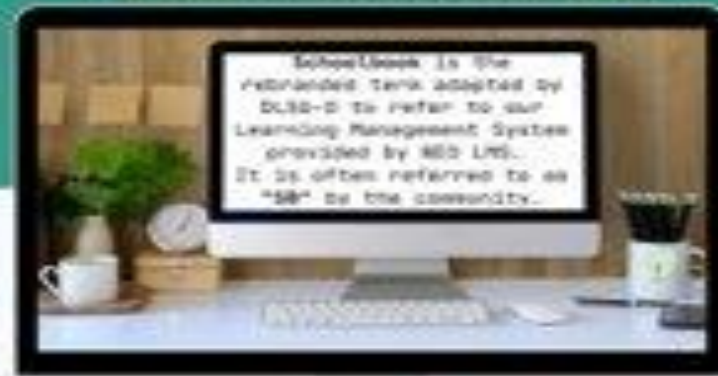 Schoolbook is the
rebranded term adapted by
DLSU-D to refer to our
Learning Management System
provided by NEO LMS.
It is often referred to as
"SB" by the community.